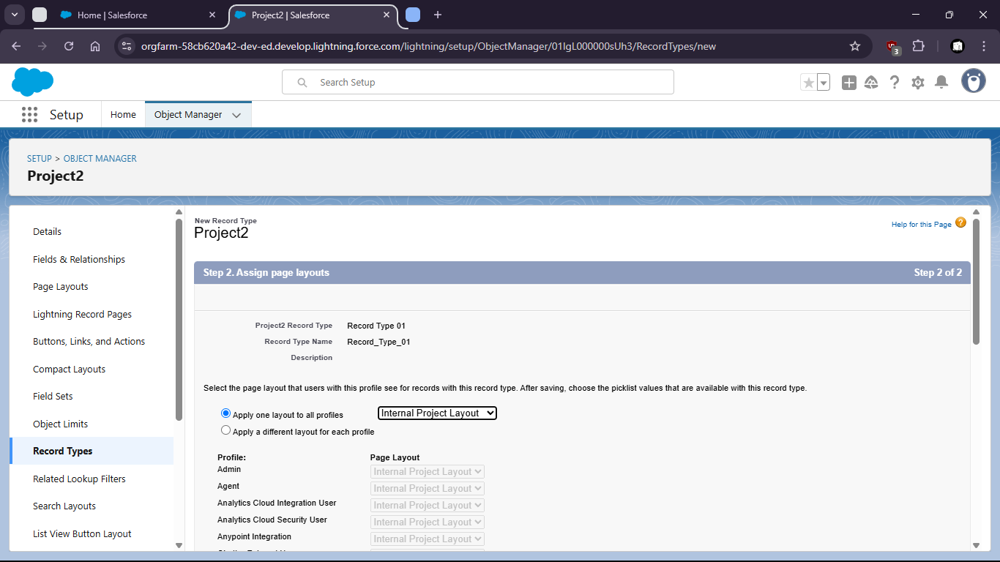 Home | Salesforce
Project2 | Salesforce
orgfarm-58cb620a42-dev-ed.develop.lightning.force.com/lightning/setup/ObjectManager/01IgL000000sUh3/RecordTypes/new
3
Search Setup
Setup
Home
Object Manager
SETUP > OBJECT MANAGER
Project2
Details
Fields & Relationships
Page Layouts
Lightning Record Pages
Buttons, Links, and Actions
Compact Layouts
Field Sets
Object Limits
Record Types
Related Lookup Filters
Search Layouts
List View Button Layout
New Record Type
Project2
Help for this Page ?
Step 2. Assign page layouts Step 2 of 2
Project2 Record Type Record Type 01
Record Type Name Record_Type_01
Description
Select the page layout that users with this profile see for records with this record type. After saving, choose the picklist values that are available with this record type.
Apply one layout to all profiles Internal Project Layout
Apply a different layout for each profile
Profile: Page Layout
Admin Internal Project Layout
Agent Internal Project Layout
Analytics Cloud Integration User Internal Project Layout
Analytics Cloud Security User Internal Project Layout
Anypoint Integration Internal Project Layout